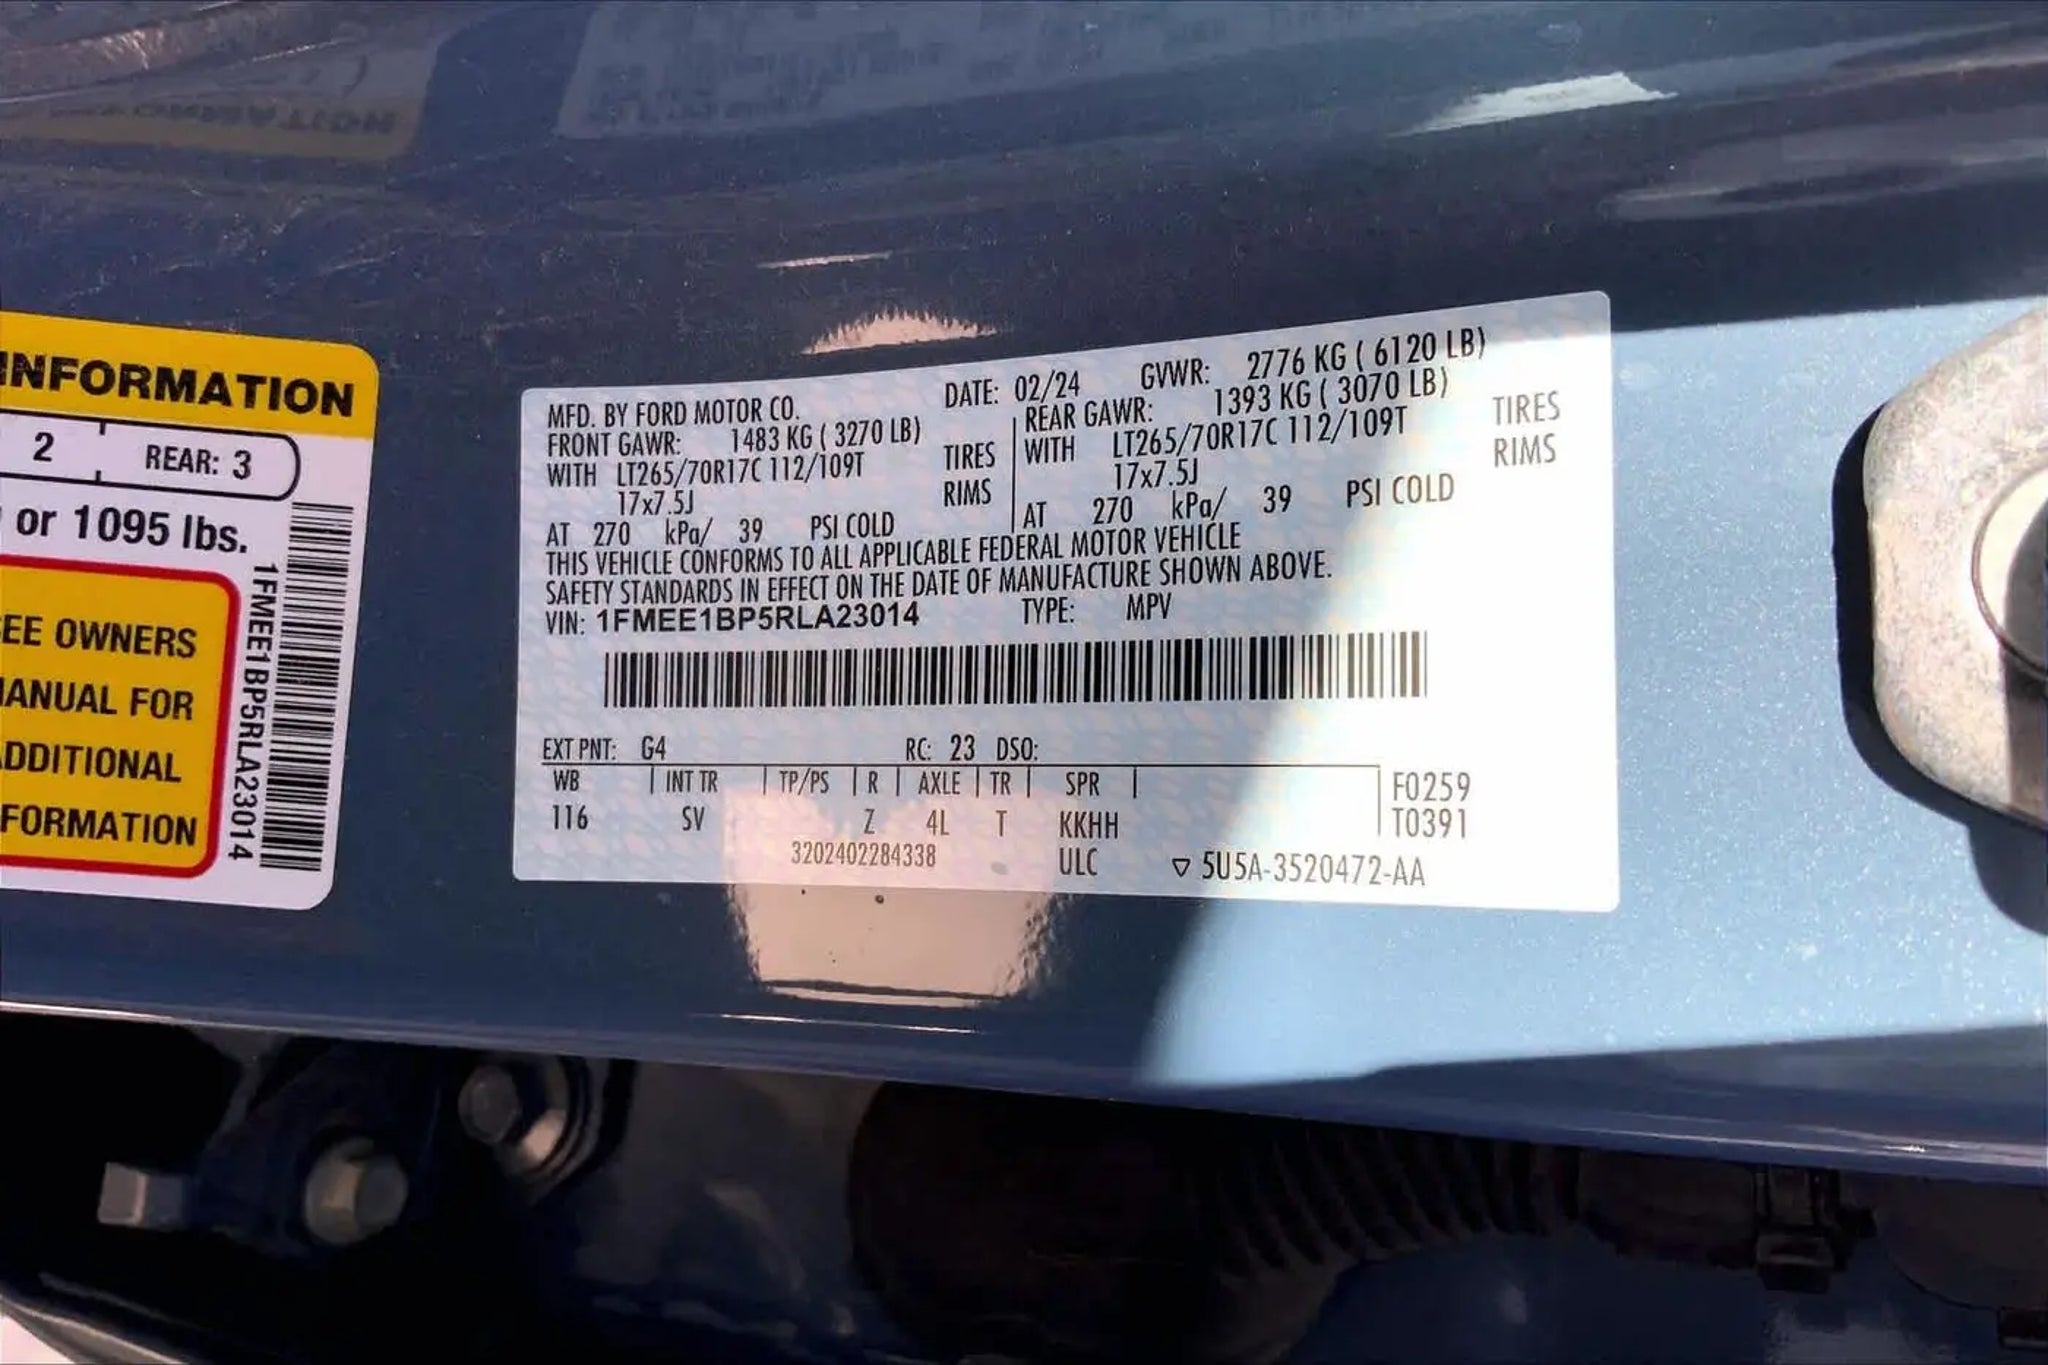 INFORMATION
2 REAR: 3
or 1095 lbs.
SEE OWNERS
MANUAL FOR
ADDITIONAL
INFORMATION
1FMEE1BP5RLA23014
MFD. BY FORD MOTOR CO. DATE: 02/24 GVWR: 2776 KG ( 6120 LB)
FRONT GAWR: 1483 KG ( 3270 LB) REAR GAWR: 1393 KG ( 3070 LB)
WITH LT265/70R17C 112/109T TIRES WITH LT265/70R17C 112/109T TIRES
17x7.5J RIMS 17x7.5J RIMS
AT 270 kPa/ 39 PSI COLD AT 270 kPa/ 39 PSI COLD
THIS VEHICLE CONFORMS TO ALL APPLICABLE FEDERAL MOTOR VEHICLE
SAFETY STANDARDS IN EFFECT ON THE DATE OF MANUFACTURE SHOWN ABOVE.
VIN: 1FMEE1BP5RLA23014 TYPE: MPV
EXT PNT: G4 RC: 23 DSO:
WB INT TR TP/PS R AXLE TR SPR F0259
116 SV Z 4L T KKHH T0391
3202402284338 ULC ▽ 5U5A-3520472-AA